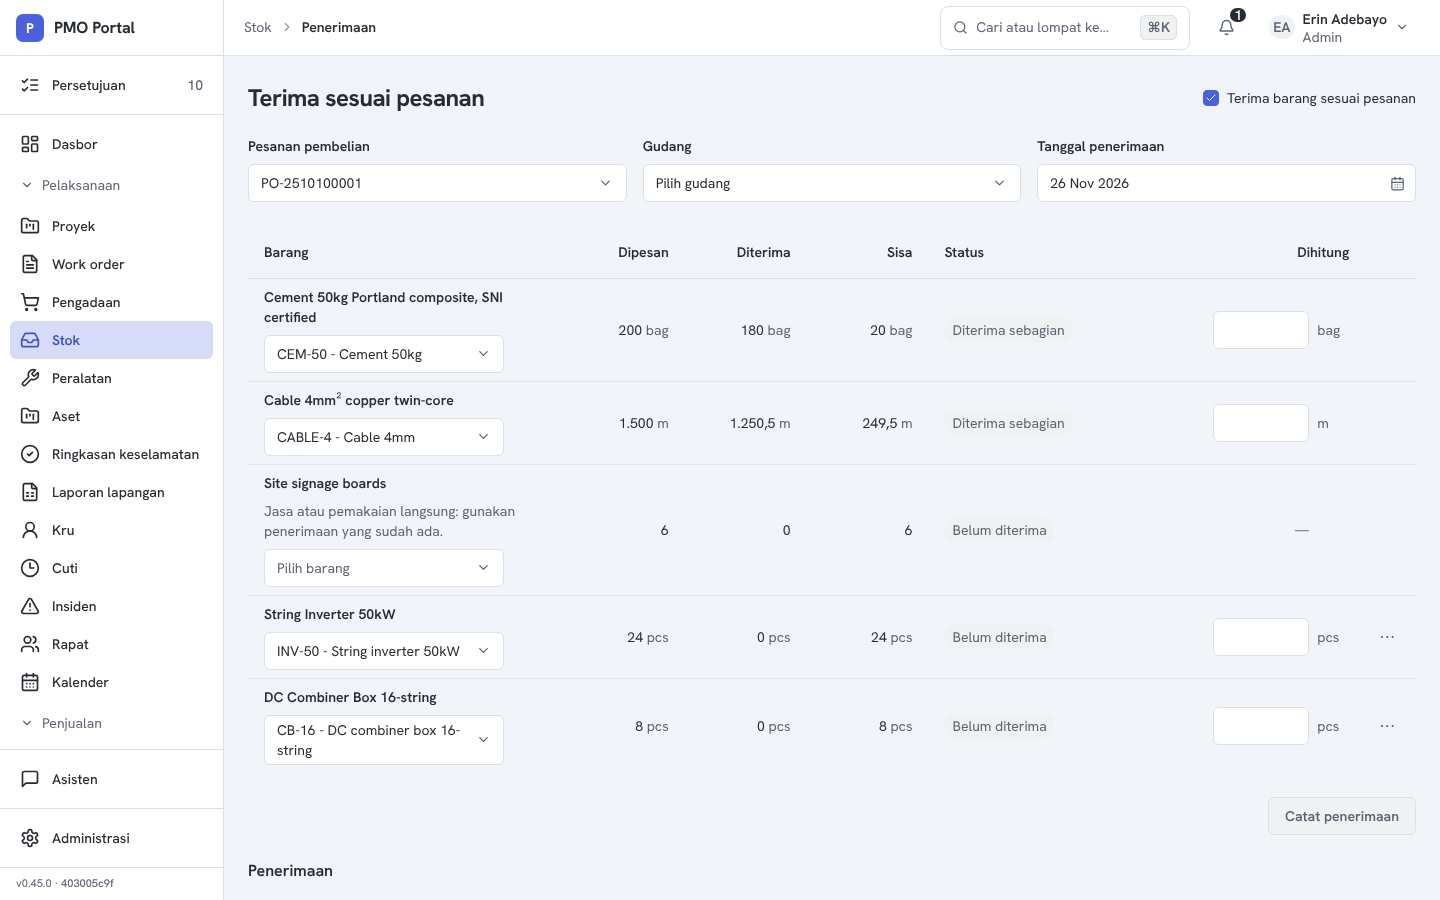 P PMO Portal
Stok > Penerimaan
Cari atau lompat ke... ⌘K
1
EA
Erin Adebayo
Admin
Persetujuan 10
Dasbor
Pelaksanaan
Proyek
Work order
Pengadaan
Stok
Peralatan
Aset
Ringkasan keselamatan
Laporan lapangan
Kru
Cuti
Insiden
Rapat
Kalender
Penjualan
Asisten
Administrasi
v0.45.0 · 403005c9f
Terima sesuai pesanan
Terima barang sesuai pesanan
Pesanan pembelian Gudang Tanggal penerimaan
PO-2510100001 Pilih gudang 26 Nov 2026
Barang Dipesan Diterima Sisa Status Dihitung
Cement 50kg Portland composite, SNI
certified
CEM-50 - Cement 50kg
200 bag 180 bag 20 bag Diterima sebagian bag
Cable 4mm² copper twin-core
CABLE-4 - Cable 4mm
1.500 m 1.250,5 m 249,5 m Diterima sebagian m
Site signage boards
Jasa atau pemakaian langsung: gunakan
penerimaan yang sudah ada.
Pilih barang
6 0 6 Belum diterima —
String Inverter 50kW
INV-50 - String inverter 50kW
24 pcs 0 pcs 24 pcs Belum diterima pcs ...
DC Combiner Box 16-string
CB-16 - DC combiner box 16-
string
8 pcs 0 pcs 8 pcs Belum diterima pcs ...
Catat penerimaan
Penerimaan